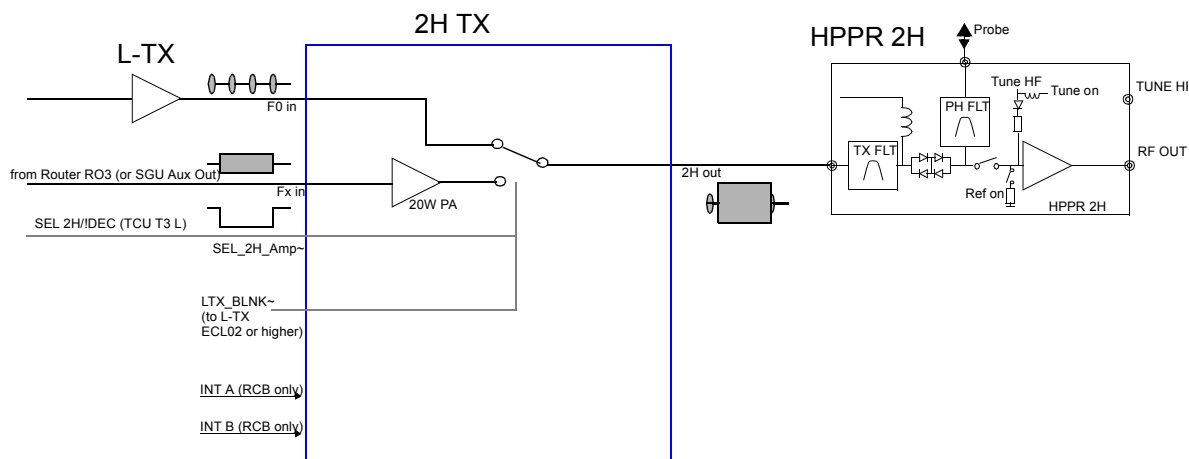 2H TX
L-TX
HPPR 2H
Probe
F0 in
Tune HF
Tune on
TUNE HF
PH FLT
TX FLT
RF OUT
from Router RO3 (or SGU Aux Out)
Fx in
20W PA
2H out
Ref on
HPPR 2H
SEL 2H/!DEC (TCU T3 L)
SEL_2H_Amp~
LTX_BLNK~
(to L-TX
ECL02 or higher)
INT A (RCB only)
INT B (RCB only)